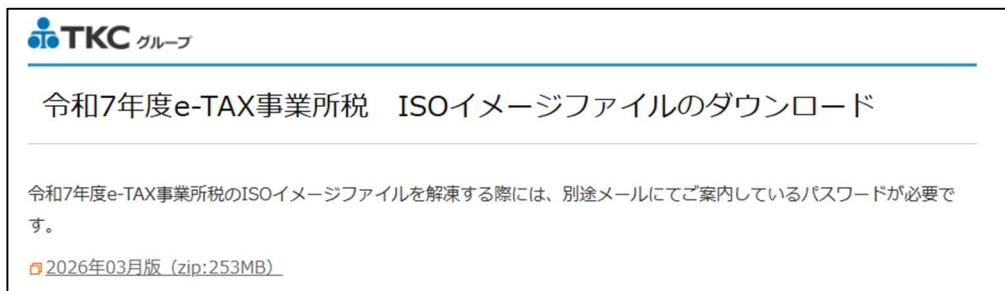 TKC グループ
令和7年度e-TAX事業所税　ISOイメージファイルのダウンロード
令和7年度e-TAX事業所税のISOイメージファイルを解凍する際には、別途メールにてご案内しているパスワードが必要で
す。
2026年03月版（zip:253MB）